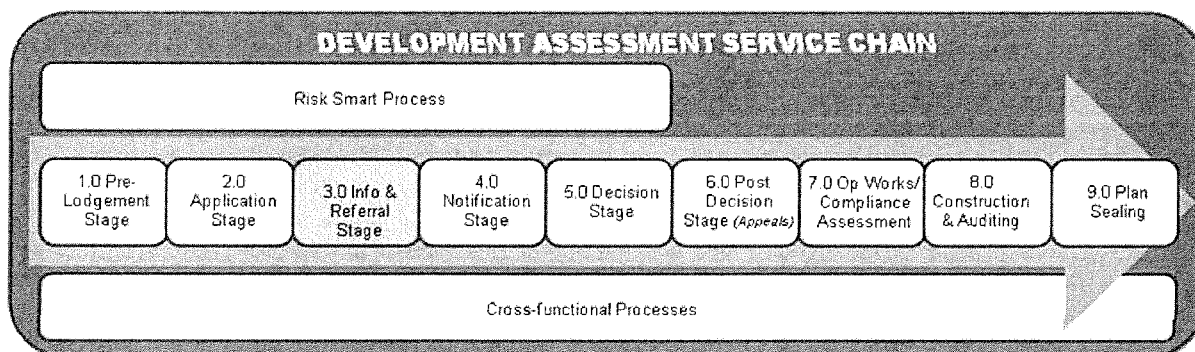 DEVELOPMENT ASSESSMENT SERVICE CHAIN
Risk Smart Process
1.0 Pre-
Lodgement
Stage
2.0
Application
Stage
3.0 Info &
Referral
Stage
4.0
Notification
Stage
5.0 Decision
Stage
6.0 Post
Decision
Stage (Appeals)
7.0 Op Works/
Compliance
Assessment
8.0
Construction
& Auditing
9.0 Plan
Sealing
Cross-functional Processes